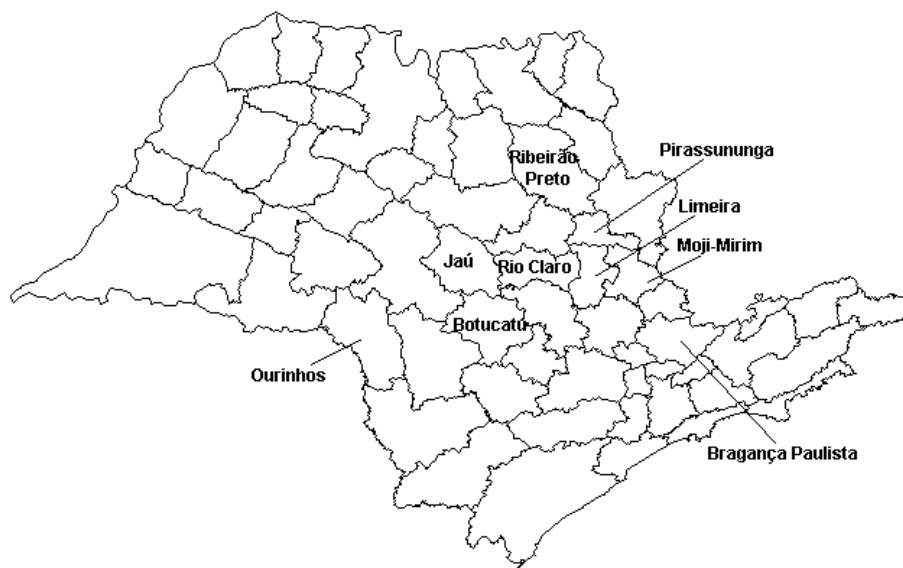 Pirassununga
Ribeirão
Preto
Limeira
Moji-Mirim
Jaú
Rio Claro
Botucatu
Ourinhos
Bragança Paulista